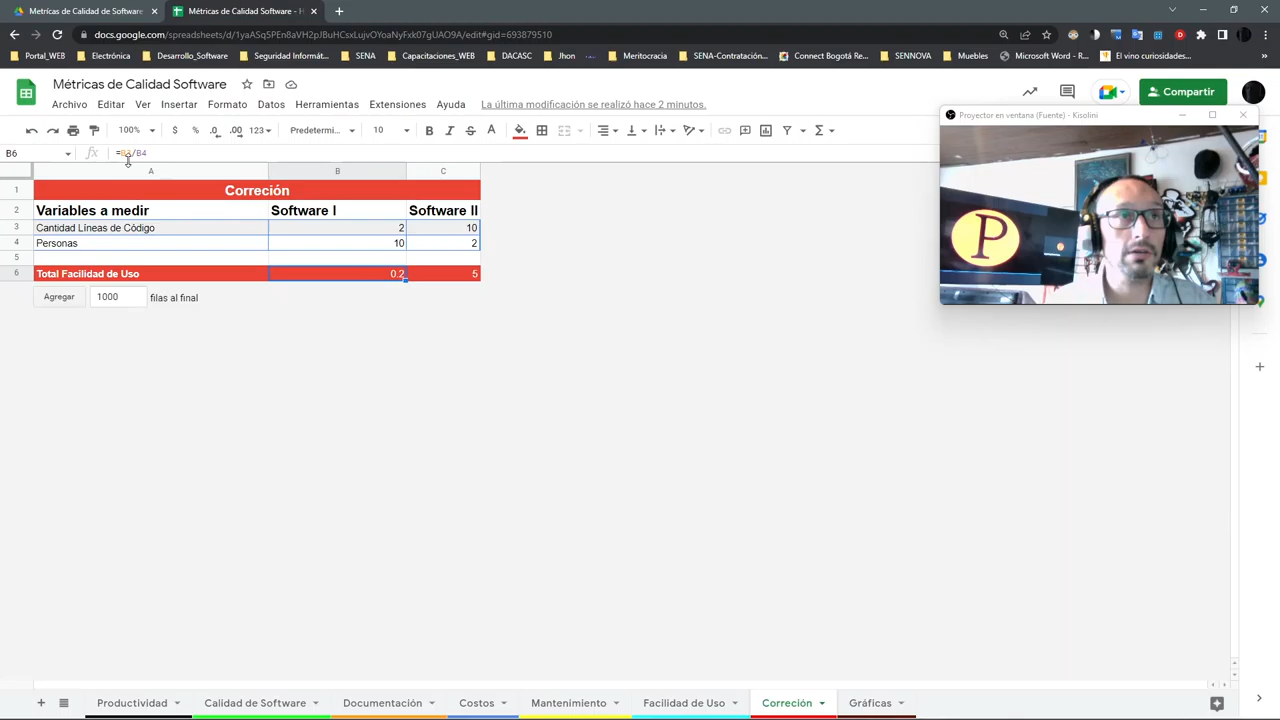 Métricas de Calidad Software
Métricas de Calidad Software - H
docs.google.com/spreadsheets/d/1yaASq5PEn8aVH2pJBuHCsxLujvOYoaNyFxk07gUAO9A/edit#gid=693879510
Portal_WEB Electrónica Desarrollo_Software Seguridad Informát... SENA Capacitaciones_WEB DACASC Jhon Meritocracia SENA-Contratación... Connect Bogotá Re... SENNOVA Muebles Microsoft Word - R... El vino curiosidades...
Métricas de Calidad Software
Archivo Editar Ver Insertar Formato Datos Herramientas Extensiones Ayuda La última modificación se realizó hace 2 minutos.
Compartir
Proyector en ventana (Fuente) - Kisolini
100% $ % .0 .00 123 Predetermi... 10 B I S A
B6 fx =B3/B4
A B C
1 Correción
2 Variables a medir Software I Software II
3 Cantidad Líneas de Código 2 10
4 Personas 10 2
5
6 Total Facilidad de Uso 0.2 5
Agregar 1000 filas al final
P
Productividad Calidad de Software Documentación Costos Mantenimiento Facilidad de Uso Correción Gráficas